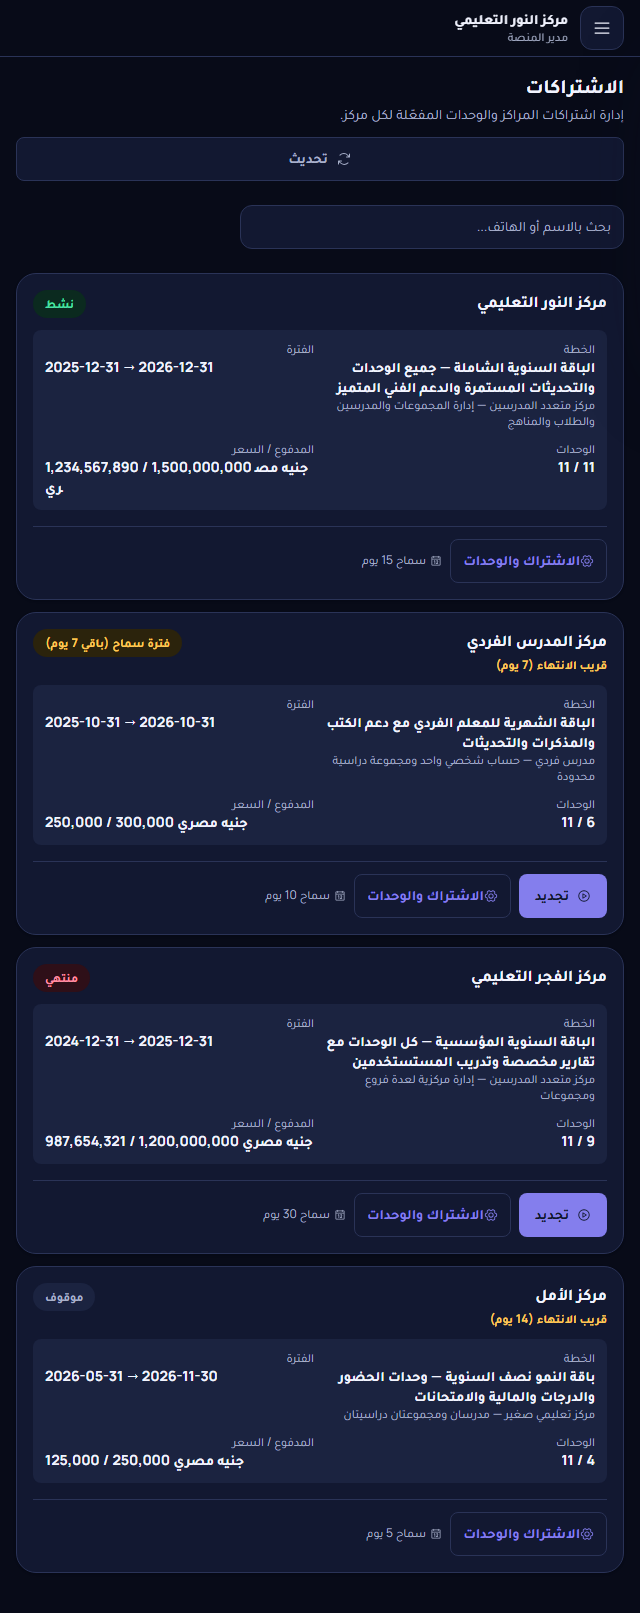 مركز النور التعليمي
مدير المنصة
الاشتراكات
إدارة اشتراكات المراكز والوحدات المفعّلة لكل مركز.
تحديث
بحث بالاسم أو الهاتف...
مركز النور التعليمي
نشط
الخطة
الباقة السنوية الشاملة — جميع الوحدات
والتحديثات المستمرة والدعم الفني المتميز
مركز متعدد المدرسين — إدارة المجموعات والمدرسين
والطلاب والمناهج
الفترة
2025-12-31 → 2026-12-31
الوحدات
11 / 11
المدفوع / السعر
1,234,567,890 / 1,500,000,000 جنيه مصـ
ـري
الاشتراك والوحدات
سماح 15 يوم
مركز المدرس الفردي
قريب الانتهاء (7 يوم)
فترة سماح (باقي 7 يوم)
الخطة
الباقة الشهرية للمعلم الفردي مع دعم الكتب
والمذكرات والتحديثات
مدرس فردي — حساب شخصي واحد ومجموعة دراسية
محدودة
الفترة
2025-10-31 → 2026-10-31
الوحدات
11 / 6
المدفوع / السعر
250,000 / 300,000 جنيه مصري
تجديد
الاشتراك والوحدات
سماح 10 يوم
مركز الفجر التعليمي
منتهي
الخطة
الباقة السنوية المؤسسية — كل الوحدات مع
تقارير مخصصة وتدريب المستستخدمين
مركز متعدد المدرسين — إدارة مركزية لعدة فروع
ومجموعات
الفترة
2024-12-31 → 2025-12-31
الوحدات
11 / 9
المدفوع / السعر
987,654,321 / 1,200,000,000 جنيه مصري
تجديد
الاشتراك والوحدات
سماح 30 يوم
مركز الأمل
قريب الانتهاء (14 يوم)
موقوف
الخطة
باقة النمو نصف السنوية — وحدات الحضور
والدرجات والمالية والامتحانات
مركز تعليمي صغير — مدرسان ومجموعتان دراسيتان
الفترة
2026-05-31 → 2026-11-30
الوحدات
11 / 4
المدفوع / السعر
125,000 / 250,000 جنيه مصري
الاشتراك والوحدات
سماح 5 يوم